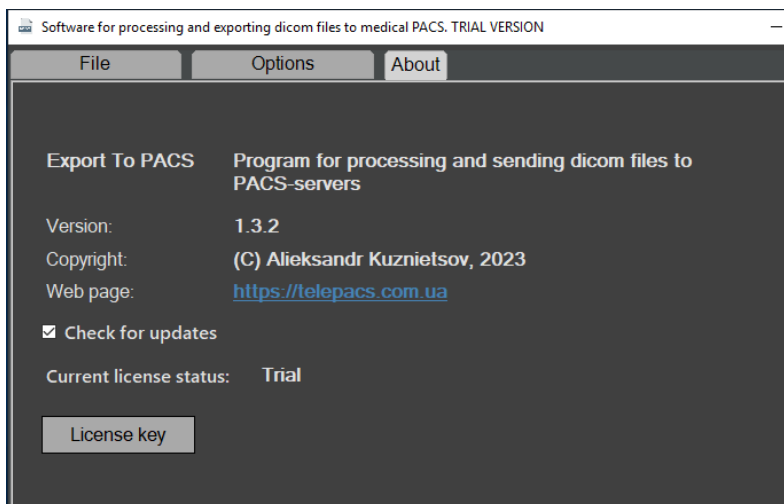 Software for processing and exporting dicom files to medical PACS. TRIAL VERSION
File Options About
Export To PACS Program for processing and sending dicom files to
PACS-servers
Version: 1.3.2
Copyright: (C) Alieksandr Kuznietsov, 2023
Web page: https://telepacs.com.ua
Check for updates
Current license status: Trial
License key